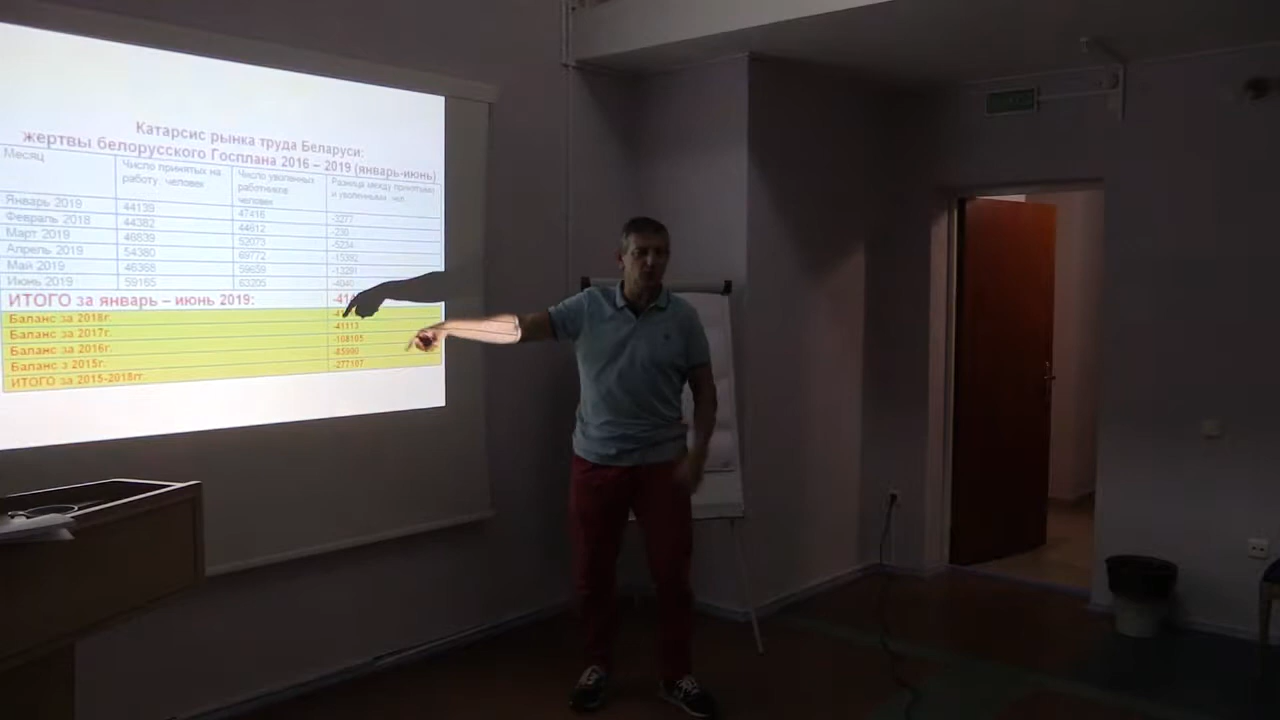 Катарсис рынка труда Беларуси:
жертвы белорусского Госплана 2016 – 2019 (январь-июнь)
Месяц
Число принятых на
работу, человек
Число уволенных
работников
человек
Разница между принятыми
и уволенными чел
Январь 2019 44139 47416 -3277
Февраль 2018 44382 44612 -230
Март 2019 46839 52073 -5234
Апрель 2019 54380 69772 -15392
Май 2019 46368 59659 -13291
Июнь 2019 59165 63205 -4040
ИТОГО за январь – июнь 2019:
Баланс за 2018г.
Баланс за 2017г. -41113
Баланс за 2016г. -108105
Баланс з 2015г. -85990
ИТОГО за 2015-2018гг. -277107